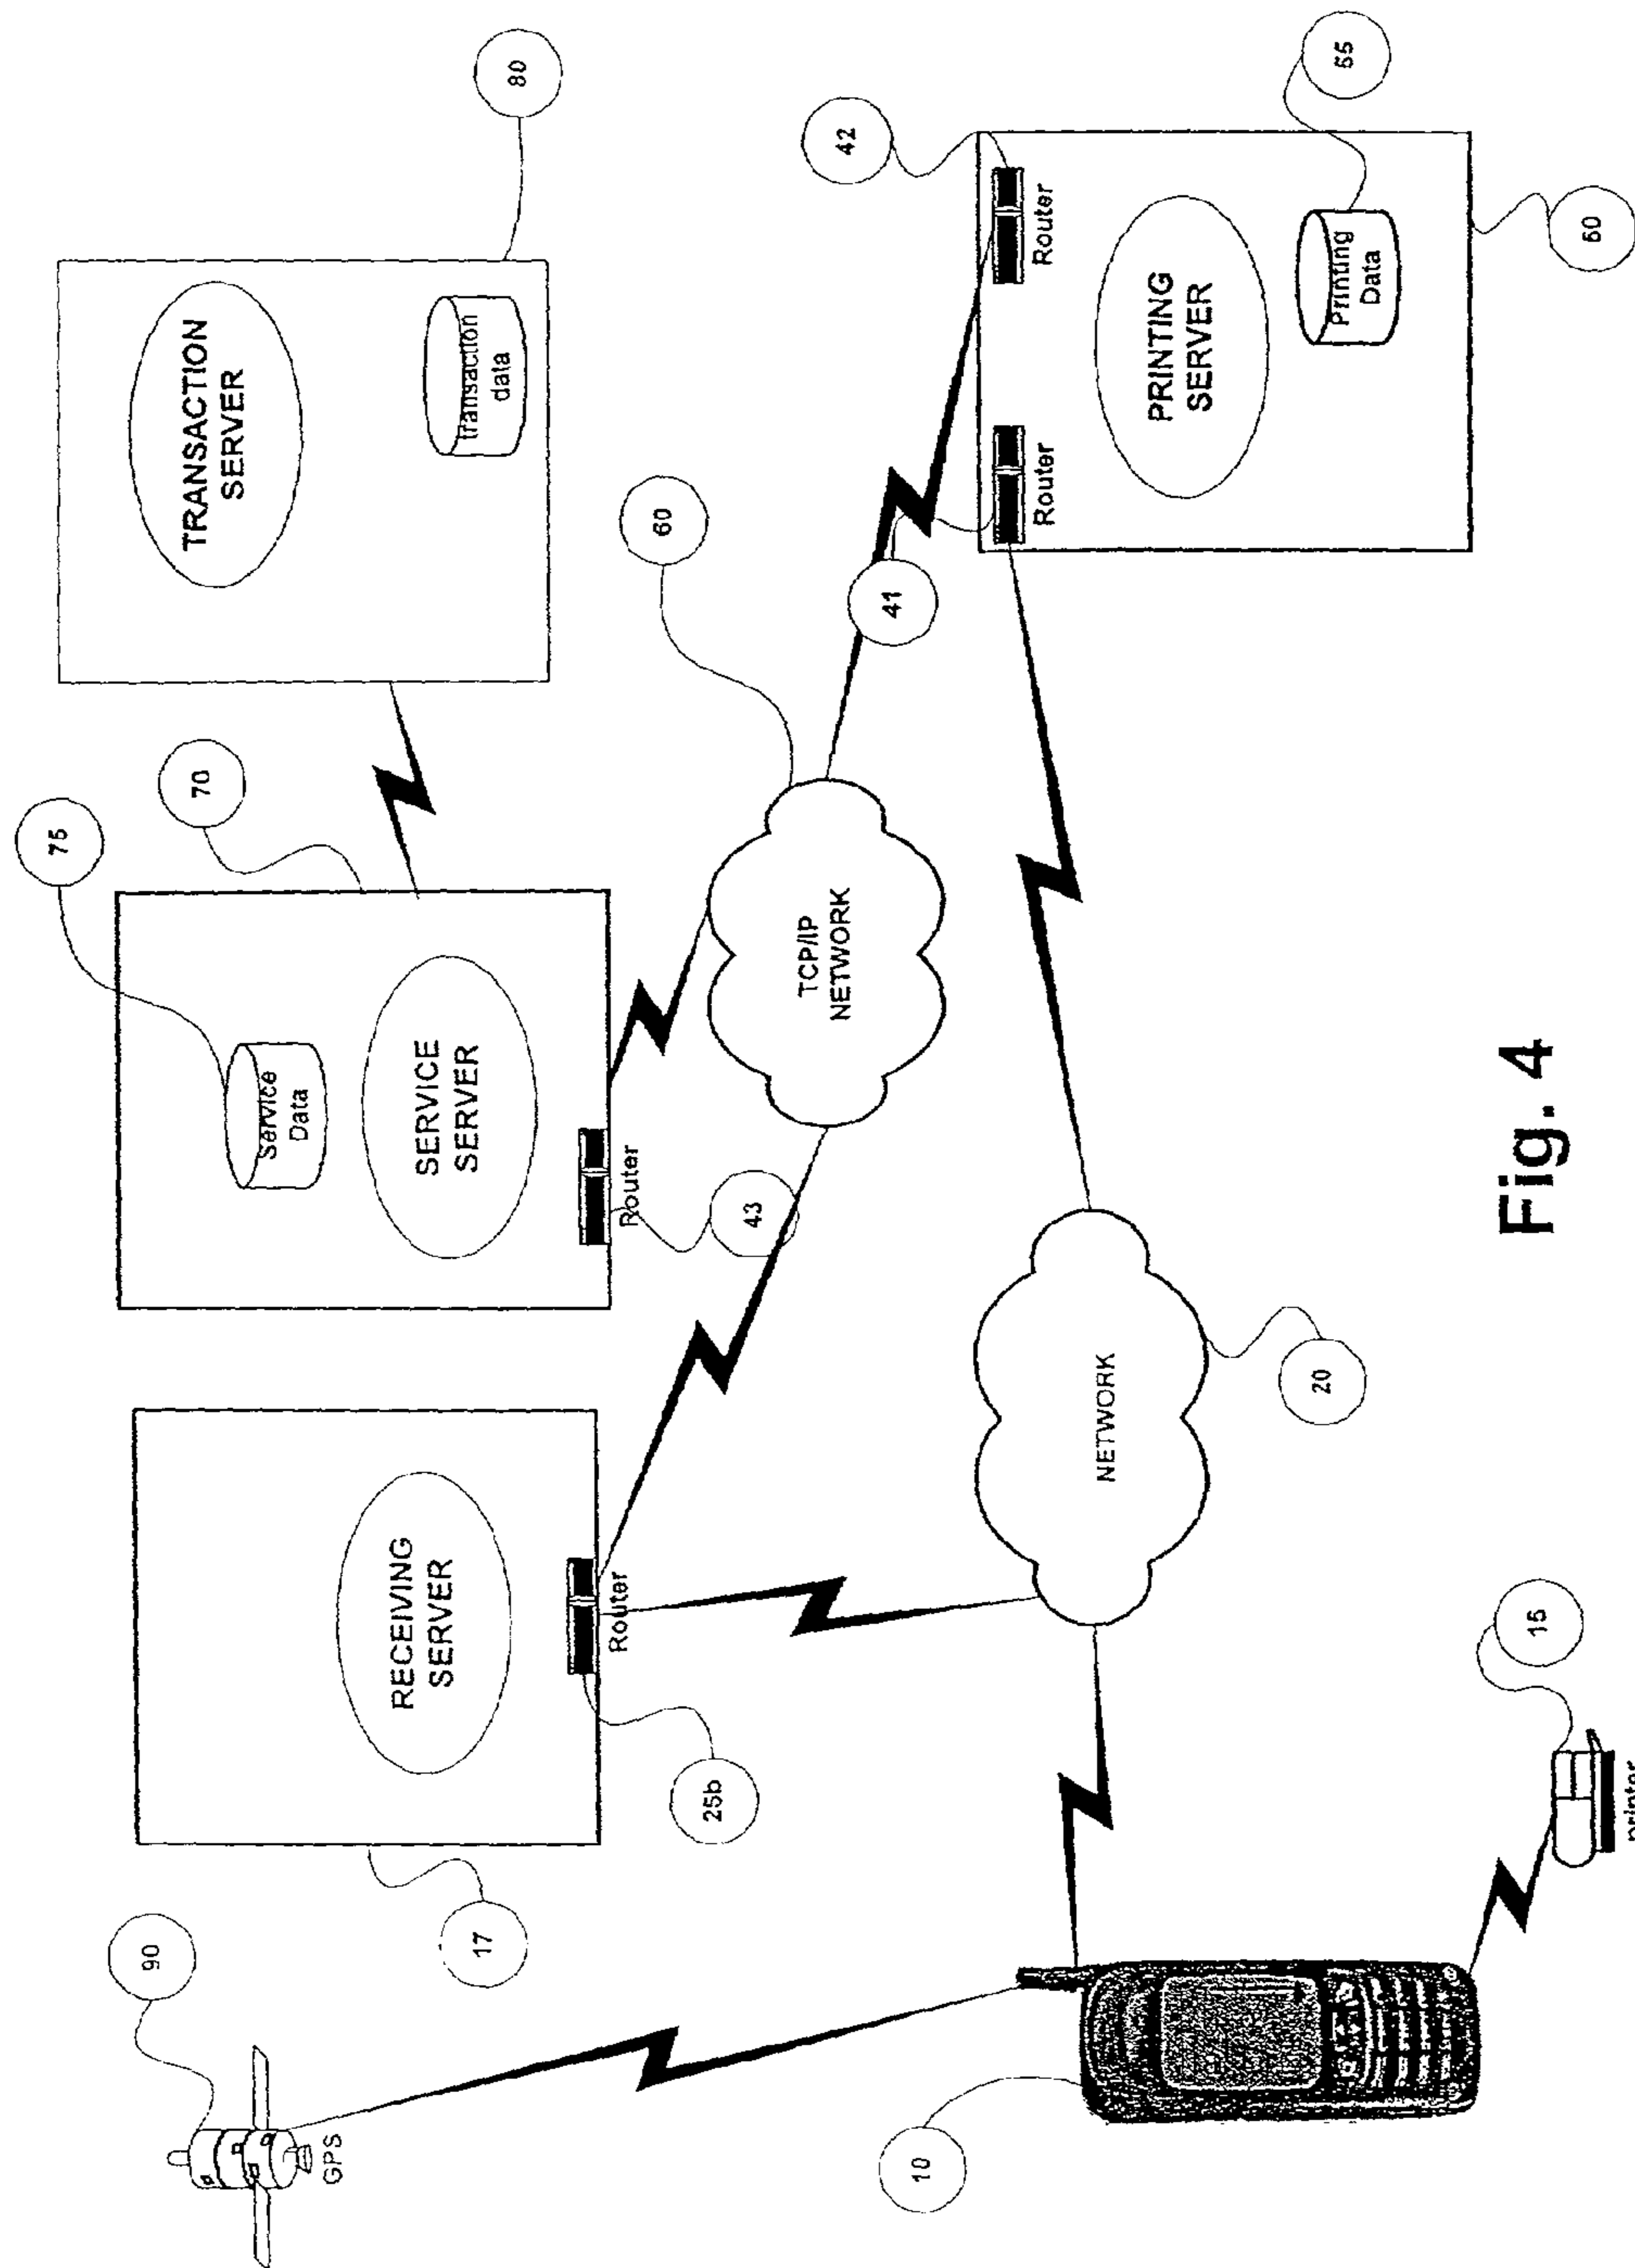 90
GPS
17
RECEIVING
SERVER
Router
25b
75
Service
Data
SERVICE
SERVER
Router
43
70
TRANSACTION
SERVER
transaction
data
80
60
TCP/IP
NETWORK
41
42
Router
Router
PRINTING
SERVER
Printing
Data
55
50
10
NETWORK
20
15
printer
Fig. 4